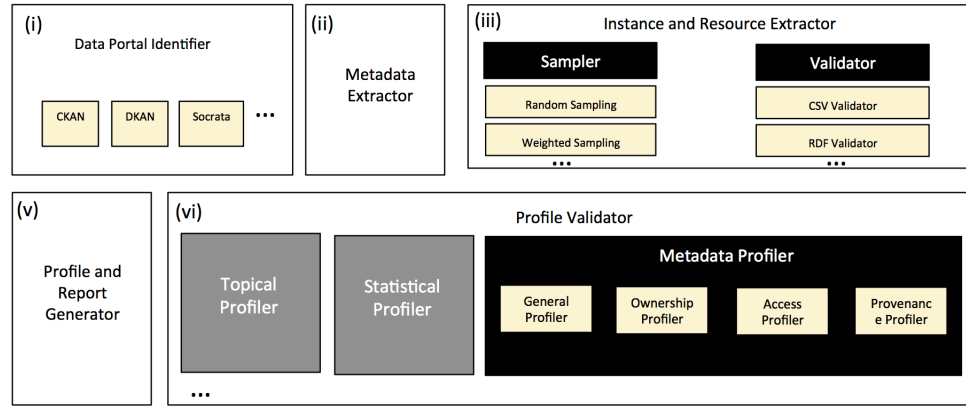 (i)
Data Portal Identifier
CKAN
DKAN
Socrata
...
(ii)
Metadata
Extractor
(iii)
Instance and Resource Extractor
Sampler
Random Sampling
Weighted Sampling
...
Validator
CSV Validator
RDF Validator
...
(v)
Profile and
Report
Generator
(vi)
Profile Validator
Topical
Profiler
Statistical
Profiler
Metadata Profiler
General
Profiler
Ownership
Profiler
Access
Profiler
Provenanc
e Profiler
...